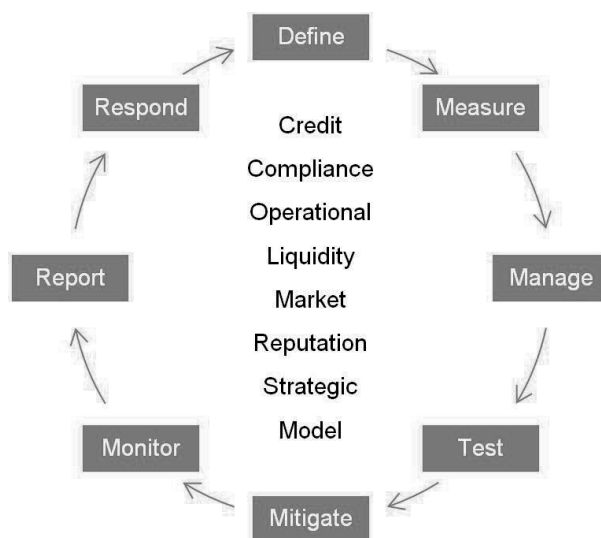 Define
Respond
Measure
Credit
Compliance
Operational
Liquidity
Report
Manage
Market
Reputation
Strategic
Model
Monitor
Test
Mitigate